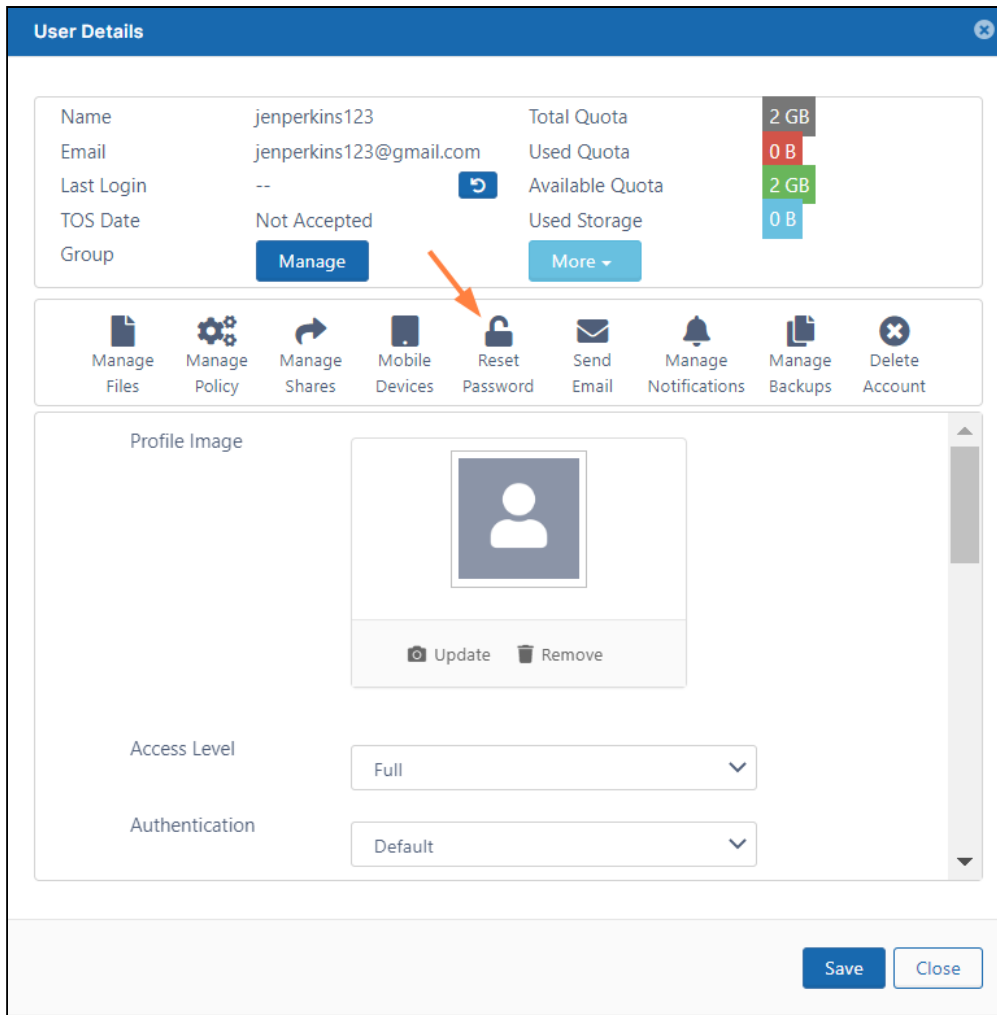 User Details
Name jenperkins123 Total Quota 2 GB
Email jenperkins123@gmail.com Used Quota 0 B
Last Login -- Available Quota 2 GB
TOS Date Not Accepted Used Storage 0 B
Group Manage More
Manage Files
Manage Policy
Manage Shares
Mobile Devices
Reset Password
Send Email
Manage Notifications
Manage Backups
Delete Account
Profile Image
Update Remove
Access Level Full
Authentication Default
Save Close